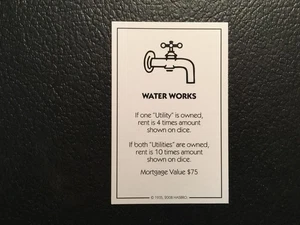 WATER WORKS
If one "Utility" is owned,
rent is 4 times amount
shown on dice.
If both "Utilities" are owned,
rent is 10 times amount
shown on dice.
Mortgage Value $75